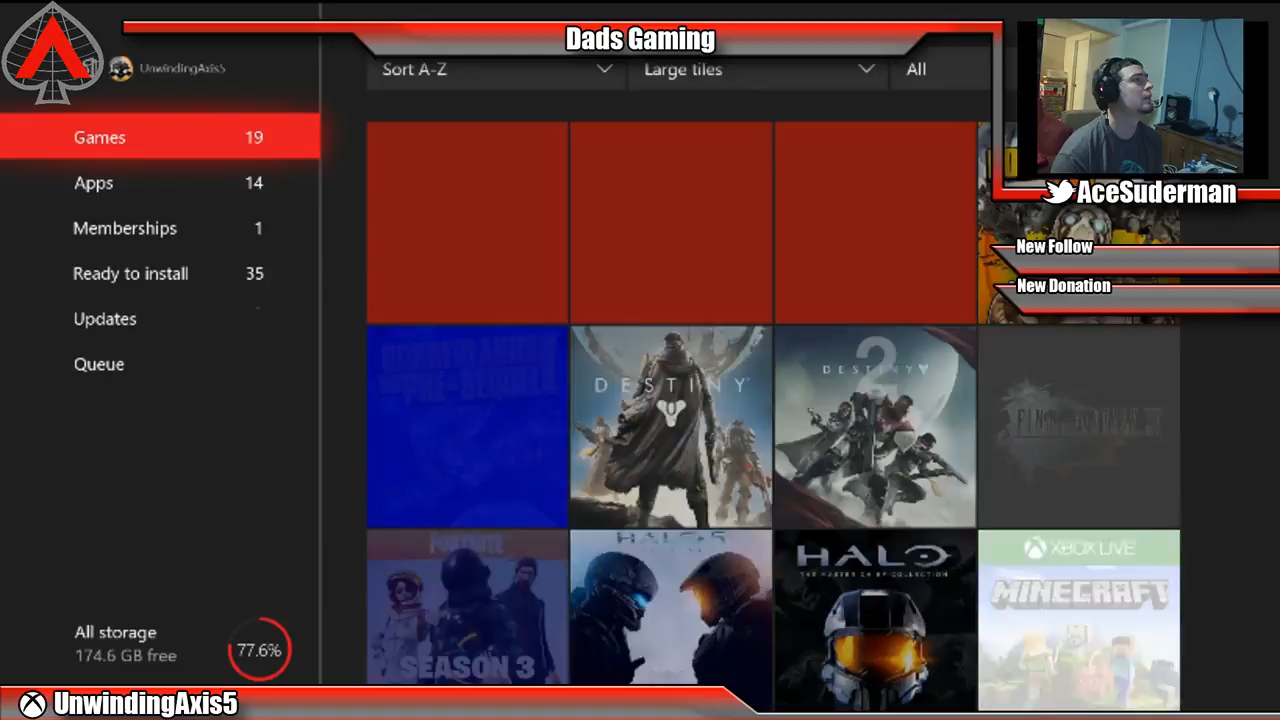 Dads Gaming
UnwindingAxis5
Sort A-Z
Large tiles
All
Games 19
Apps 14
Memberships 1
Ready to install 35
Updates
Queue
AceSuderman
New Follow
New Donation
DESTINY
2
DESTINY
FORTNITE
SEASON 3
HALO 5
HALO
THE MASTER CHIEF COLLECTION
XBOX LIVE
MINECRAFT
All storage
174.6 GB free
77.6%
UnwindingAxis5